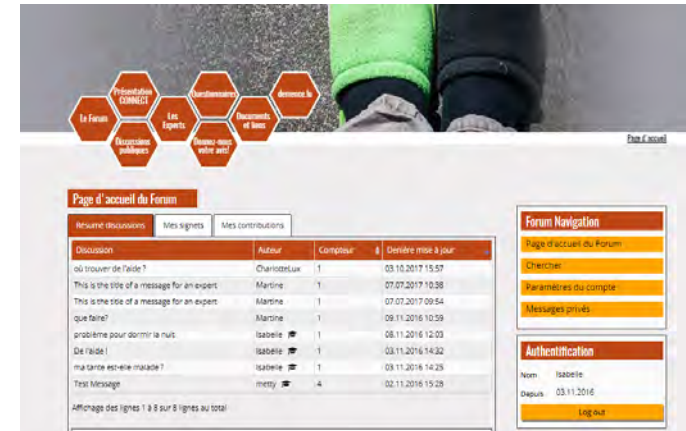 Présentation
CONNECT
Questionnaires
demence.lu
Le Forum
Les
Experts
Documents
et liens
Discussions
publiques
Donnez-nous
votre avis!
Page d'accueil
Page d'accueil du Forum
Résumé discussions
Mes signets
Mes contributions
Discussion Auteur Compteur Dernière mise à jour
où trouver de l'aide ? CharlotteLux 1 03.10.2017 15:57
This is the title of a message for an expert Martine 1 07.07.2017 10:38
This is the title of a message for an expert Martine 1 07.07.2017 09:54
que faire? Martine 1 09.11.2016 10:59
problème pour dormir la nuit Isabelle 1 08.11.2016 12:03
De l'aide ! Isabelle 1 03.11.2016 14:32
ma tante est-elle malade ? Isabelle 1 03.11.2016 14:25
Test Message metty 4 02.11.2016 15:28
Affichage des lignes 1 à 8 sur 8 lignes au total
Forum Navigation
Page d'accueil du Forum
Chercher
Paramètres du compte
Messages privés
Authentification
Nom Isabelle
Depuis 03.11.2016
Log out